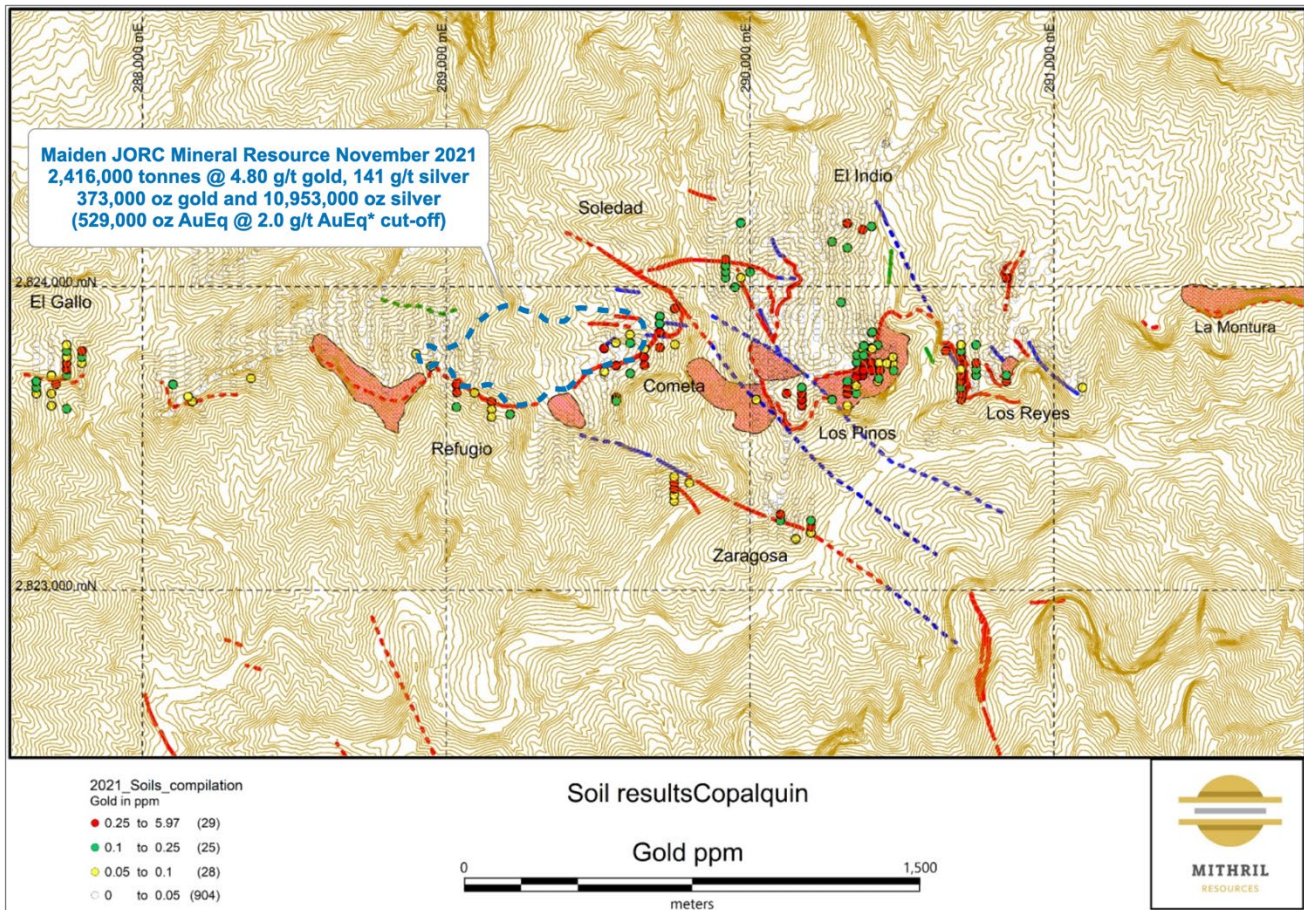 288,000 mE
289,000 mE
290,000 mE
291,000 mE
Maiden JORC Mineral Resource November 2021
2,416,000 tonnes @ 4.80 g/t gold, 141 g/t silver
373,000 oz gold and 10,953,000 oz silver
(529,000 oz AuEq @ 2.0 g/t AuEq* cut-off)
El Indio
Soledad
2,824,000 mN
El Gallo
La Montura
Cometa
Los Reyes
Los Pinos
Refugio
Zaragosa
2,823,000 mN
2021_Soils_compilation
Gold in ppm
0.25 to 5.97 (29)
0.1 to 0.25 (25)
0.05 to 0.1 (28)
0 to 0.05 (904)
Soil resultsCopalquin
Gold ppm
0 1,500
meters
MITHRIL
RESOURCES